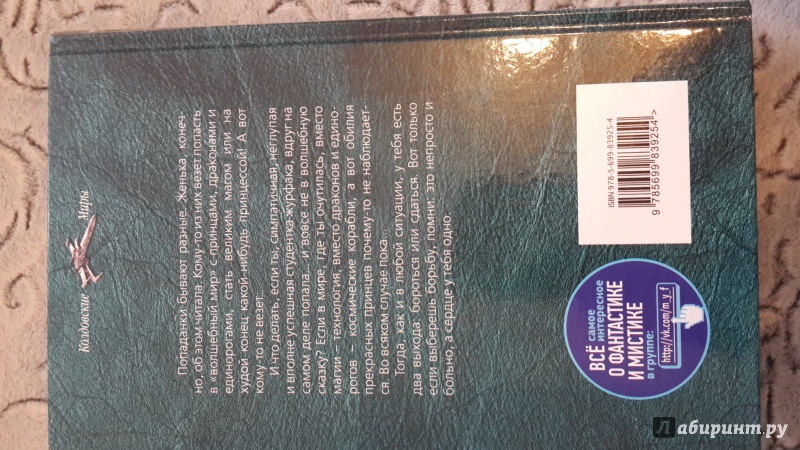 Колдовские Миры
Попаданки бывают разные. Женька, конеч-
но, об этом читала. Кому-то из них везет попасть
в «волшебный мир» с принцами, драконами и
единорогами, стать великим магом или на
худой конец какой-нибудь принцессой! А вот
кому-то не везет.
И что делать, если ты, симпатичная, неглупая
и вполне успешная студентка журфака, вдруг на
самом деле попала, и вовсе не в волшебную
сказку? Если в мире, где ты очутилась, вместо
магии – технология, вместо драконов и едино-
рогов – космические корабли, а вот обилия
прекрасных принцев почему-то не наблюдает-
ся. Во всяком случае пока...
Тогда, как и в любой ситуации, у тебя есть
два выхода: бороться или сдаться. Вот только
если выберешь борьбу, помни: это непросто и
больно, а сердце у тебя одно.
ВСЁ самое
интересное
О ФАНТАСТИКЕ
И МИСТИКЕ
в группе:
http://vk.com/m_y_f
ISBN 978-5-699-83925-4
9 785699 839254 >
Лабиринт.ру